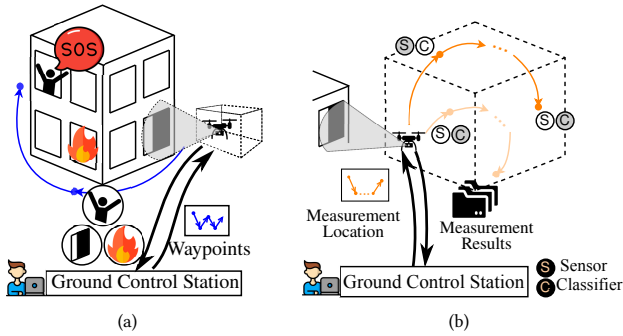 SOS
Waypoints
Ground Control Station
(a)
S C
S C
S C
Measurement
Location
Measurement
Results
Ground Control Station
S Sensor
C Classifier
(b)